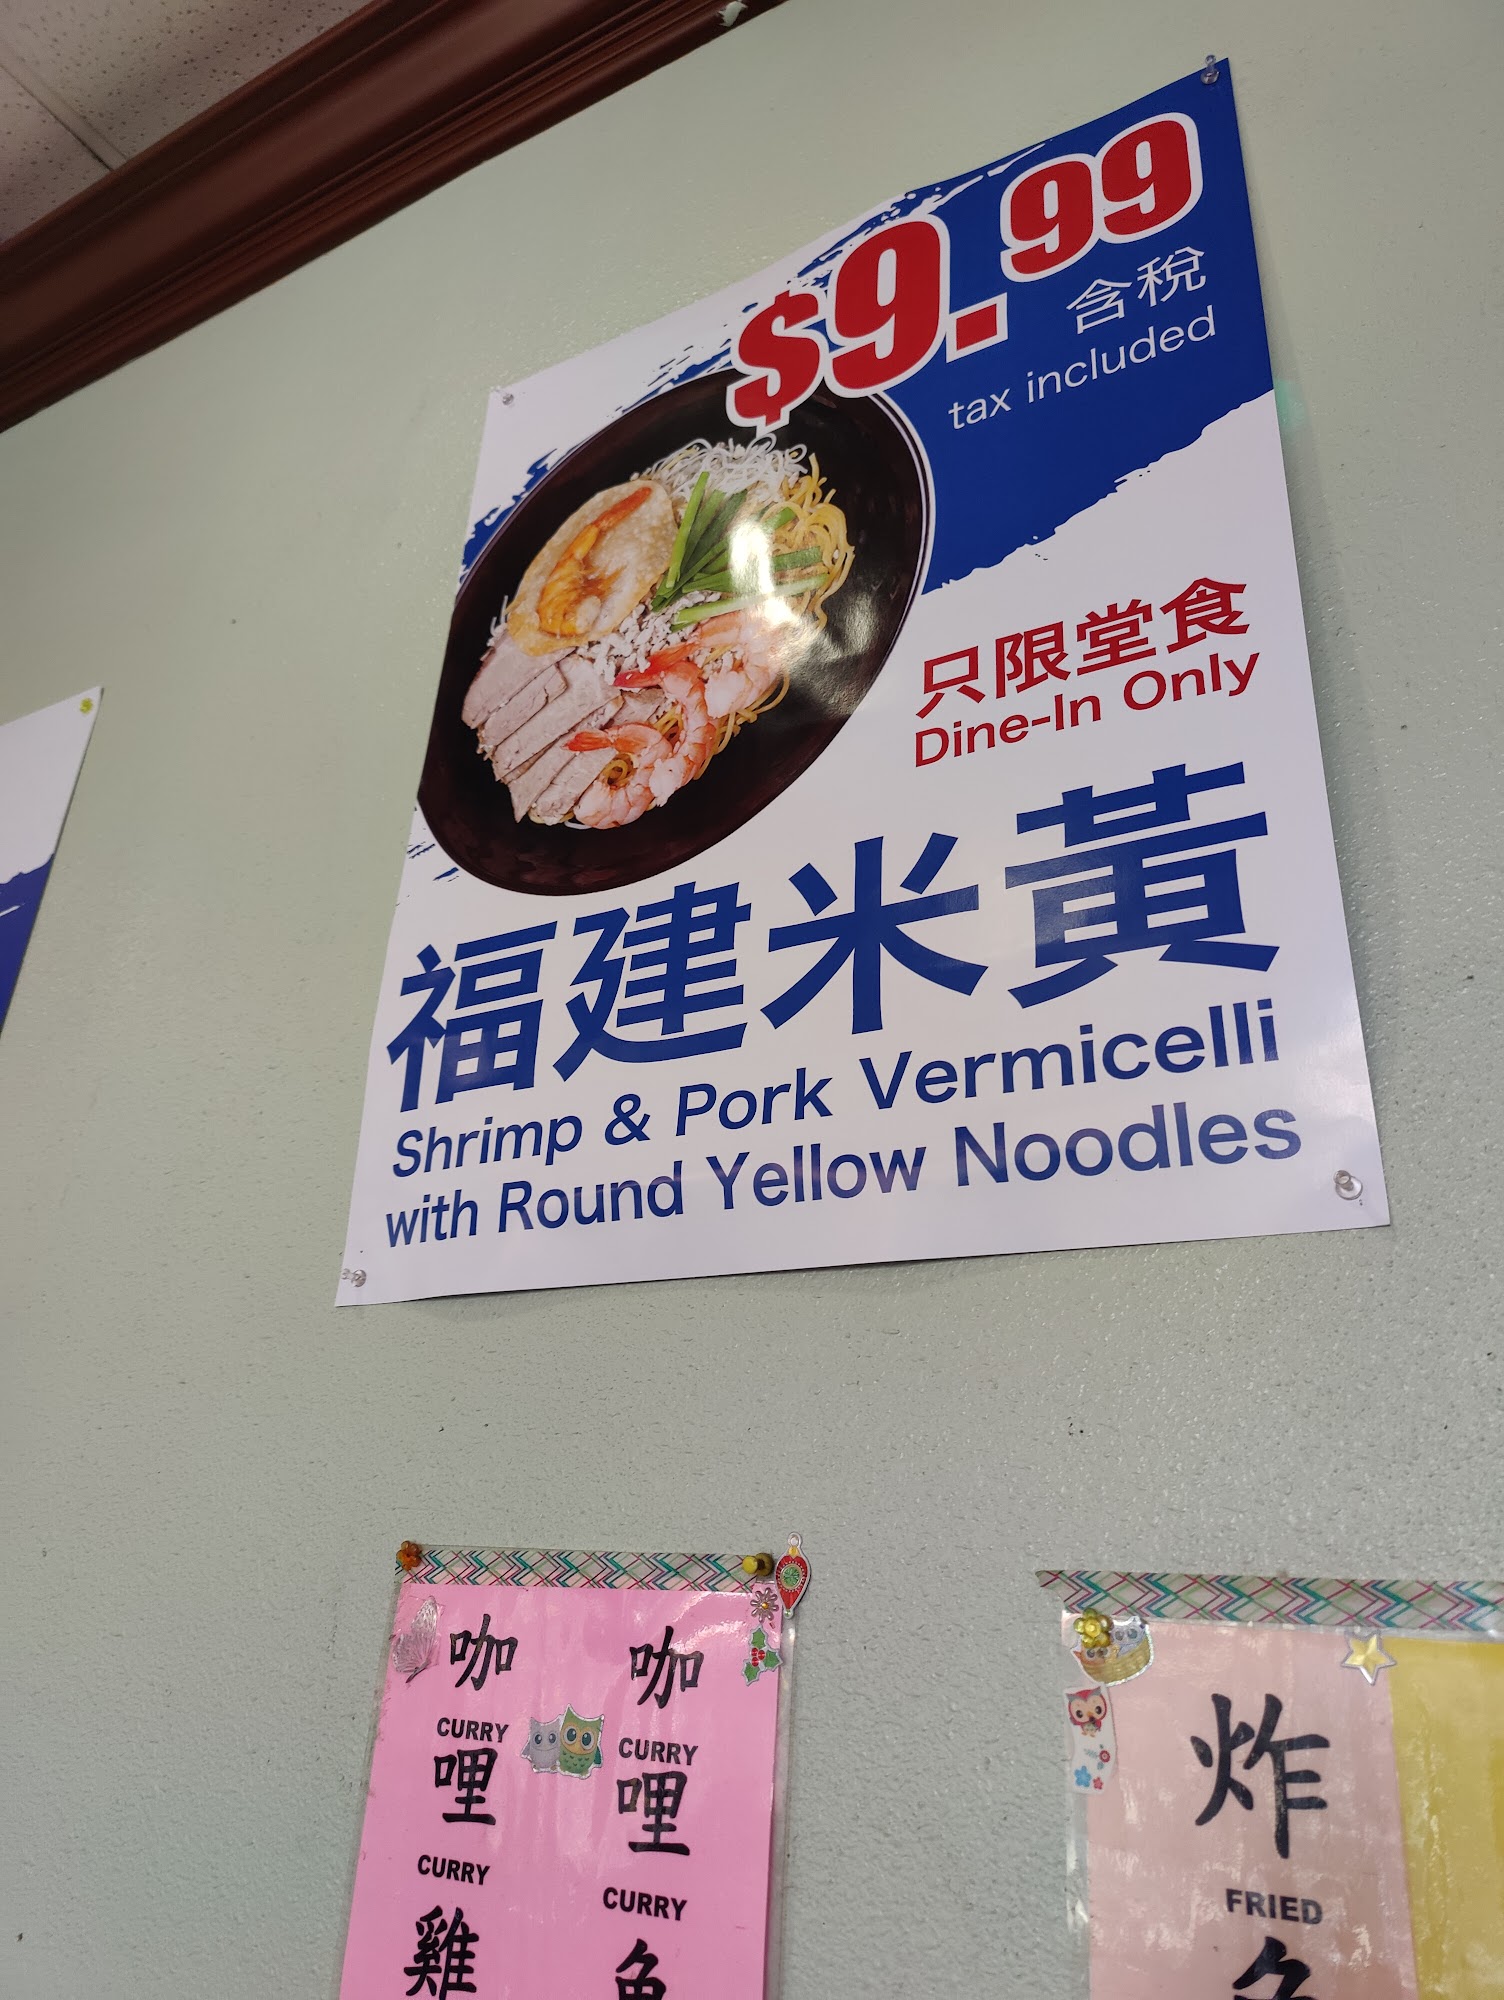 $9.99
含稅
tax included
只限堂食
Dine-In Only
福建米黃
Shrimp & Pork Vermicelli
with Round Yellow Noodles
咖
CURRY
哩
CURRY
雞
咖
CURRY
哩
CURRY
炸
FRIED